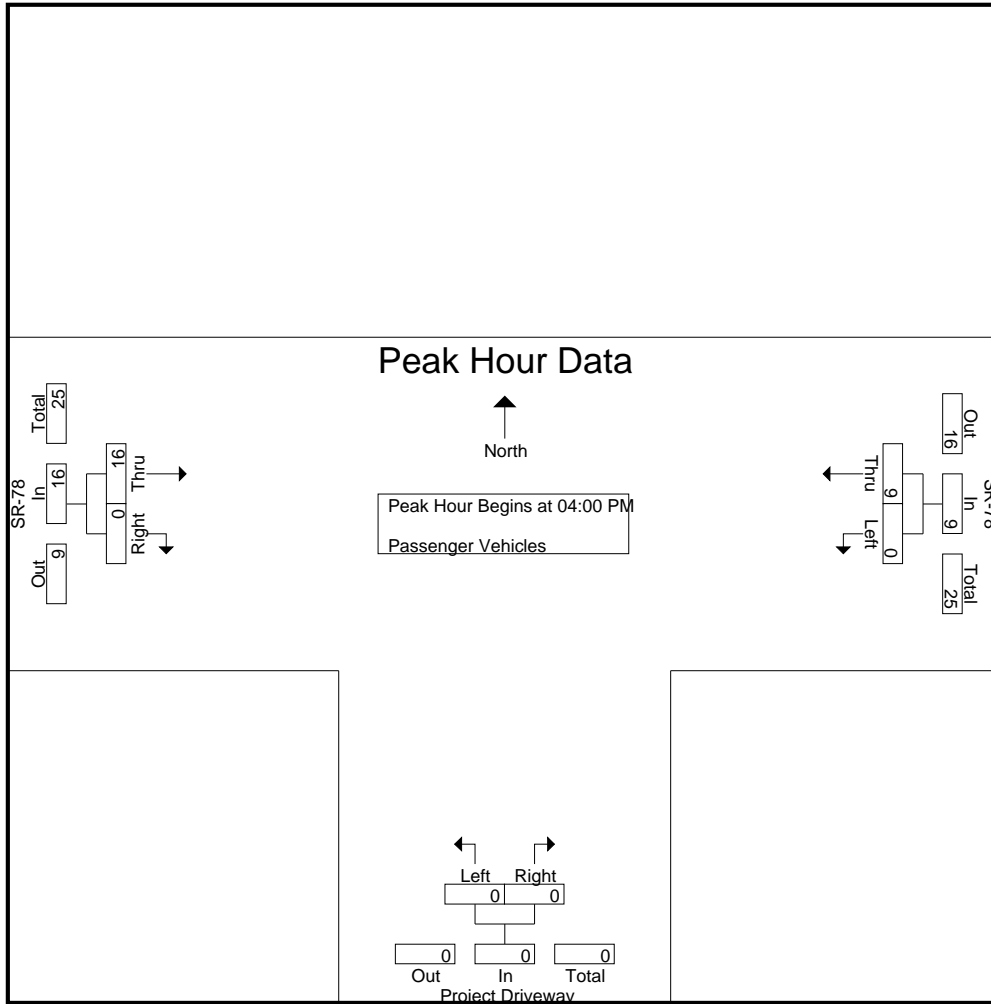 Peak Hour Data
North
Peak Hour Begins at 04:00 PM
Passenger Vehicles
SR-78
Out
In
Total
9
16
25
Right
Thru
0
16
SR-78
Out
In
Total
16
9
25
Thru
Left
9
0
Left Right
0 0
0 0 0
Out In Total
Project Driveway